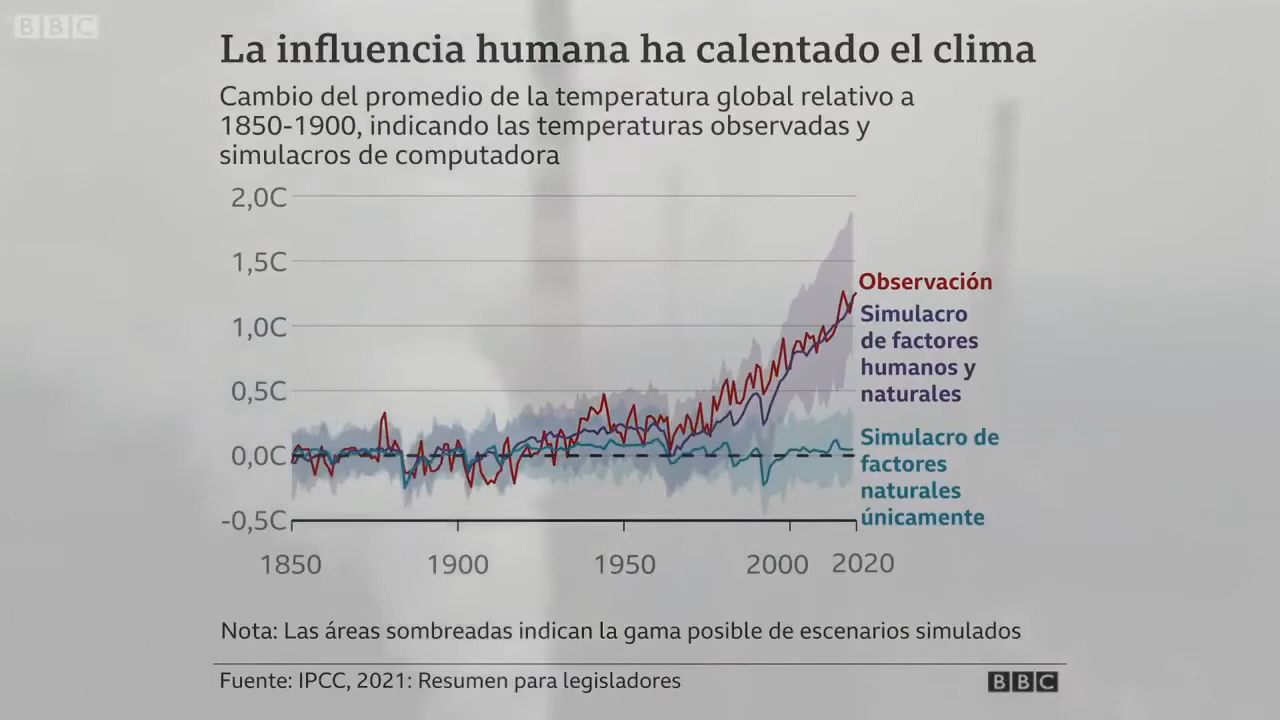 BBC
La influencia humana ha calentado el clima
Cambio del promedio de la temperatura global relativo a
1850-1900, indicando las temperaturas observadas y
simulacros de computadora
2,0C
1,5C
1,0C
0,5C
0,0C
-0,5C
Observación
Simulacro
de factores
humanos y
naturales
Simulacro de
factores
naturales
únicamente
1850 1900 1950 2000 2020
Nota: Las áreas sombreadas indican la gama posible de escenarios simulados
Fuente: IPCC, 2021: Resumen para legisladores
BBC